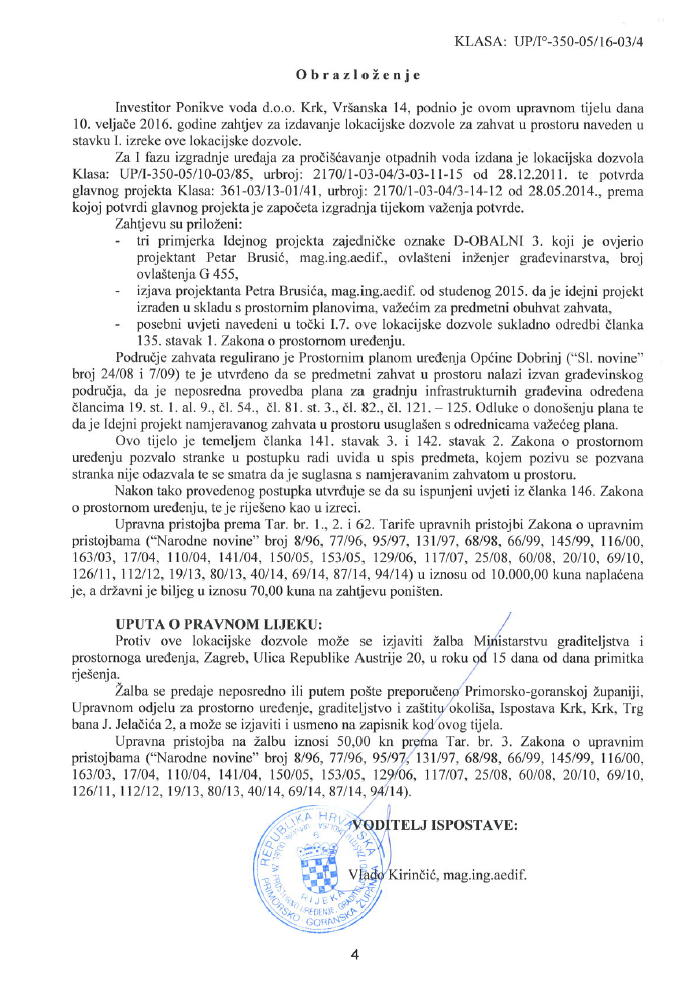 KLASA: UP/I°-350-05/16-03/4
O b r a z l o ž e n j e
Investitor Ponikve voda d.o.o. Krk, Vršanska 14, podnio je ovom upravnom tijelu dana
10. veljače 2016. godine zahtjev za izdavanje lokacijske dozvole za zahvat u prostoru naveden u
stavku I. izreke ove lokacijske dozvole.
Za I fazu izgradnje uređaja za pročišćavanje otpadnih voda izdana je lokacijska dozvola
Klasa: UP/I-350-05/10-03/85, urbroj: 2170/1-03-04/3-03-11-15 od 28.12.2011. te potvrda
glavnog projekta Klasa: 361-03/13-01/41, urbroj: 2170/1-03-04/3-14-12 od 28.05.2014., prema
kojoj potvrdi glavnog projekta je započeta izgradnja tijekom važenja potvrde.
Zahtjevu su priloženi:
- tri primjerka Idejnog projekta zajedničke oznake D-OBALNI 3. koji je ovjerio
projektant Petar Brusić, mag.ing.aedif., ovlašteni inženjer građevinarstva, broj
ovlaštenja G 455,
- izjava projektanta Petra Brusića, mag.ing.aedif. od studenog 2015. da je idejni projekt
izrađen u skladu s prostornim planovima, važećim za predmetni obuhvat zahvata,
- posebni uvjeti navedeni u točki I.7. ove lokacijske dozvole sukladno odredbi članka
135. stavak 1. Zakona o prostornom uređenju.
Područje zahvata regulirano je Prostornim planom uređenja Općine Dobrinj (“Sl. novine”
broj 24/08 i 7/09) te je utvrđeno da se predmetni zahvat u prostoru nalazi izvan građevinskog
područja, da je neposredna provedba plana za gradnju infrastrukturnih građevina određena
člancima 19. st. 1. al. 9., čl. 54., čl. 81. st. 3., čl. 82., čl. 121. – 125. Odluke o donošenju plana te
da je Idejni projekt namjeravanog zahvata u prostoru usuglašen s odrednicama važećeg plana.
Ovo tijelo je temeljem članka 141. stavak 3. i 142. stavak 2. Zakona o prostornom
uređenju pozvalo stranke u postupku radi uvida u spis predmeta, kojem pozivu se pozvana
stranka nije odazvala te se smatra da je suglasna s namjeravanim zahvatom u prostoru.
Nakon tako provedenog postupka utvrđuje se da su ispunjeni uvjeti iz članka 146. Zakona
o prostornom uređenju, te je riješeno kao u izreci.
Upravna pristojba prema Tar. br. 1., 2. i 62. Tarife upravnih pristojbi Zakona o upravnim
pristojbama (“Narodne novine” broj 8/96, 77/96, 95/97, 131/97, 68/98, 66/99, 145/99, 116/00,
163/03, 17/04, 110/04, 141/04, 150/05, 153/05, 129/06, 117/07, 25/08, 60/08, 20/10, 69/10,
126/11, 112/12, 19/13, 80/13, 40/14, 69/14, 87/14, 94/14) u iznosu od 10.000,00 kuna naplaćena
je, a državni je biljeg u iznosu 70,00 kuna na zahtjevu poništen.
UPUTA O PRAVNOM LIJEKU:
Protiv ove lokacijske dozvole može se izjaviti žalba Ministarstvu graditeljstva i
prostornoga uređenja, Zagreb, Ulica Republike Austrije 20, u roku od 15 dana od dana primitka
rješenja.
Žalba se predaje neposredno ili putem pošte preporučeno Primorsko-goranskoj županiji,
Upravnom odjelu za prostorno uređenje, graditeljstvo i zaštitu okoliša, Ispostava Krk, Krk, Trg
bana J. Jelačića 2, a može se izjaviti i usmeno na zapisnik kod ovog tijela.
Upravna pristojba na žalbu iznosi 50,00 kn prema Tar. br. 3. Zakona o upravnim
pristojbama (“Narodne novine” broj 8/96, 77/96, 95/97, 131/97, 68/98, 66/99, 145/99, 116/00,
163/03, 17/04, 110/04, 141/04, 150/05, 153/05, 129/06, 117/07, 25/08, 60/08, 20/10, 69/10,
126/11, 112/12, 19/13, 80/13, 40/14, 69/14, 87/14, 94/14).
VODITELJ ISPOSTAVE:
Vlado Kirinčić, mag.ing.aedif.
REPUBLIKA HRVATSKA
PRIMORSKO GORANSKA ŽUPANIJA
6
RIJEKA
4